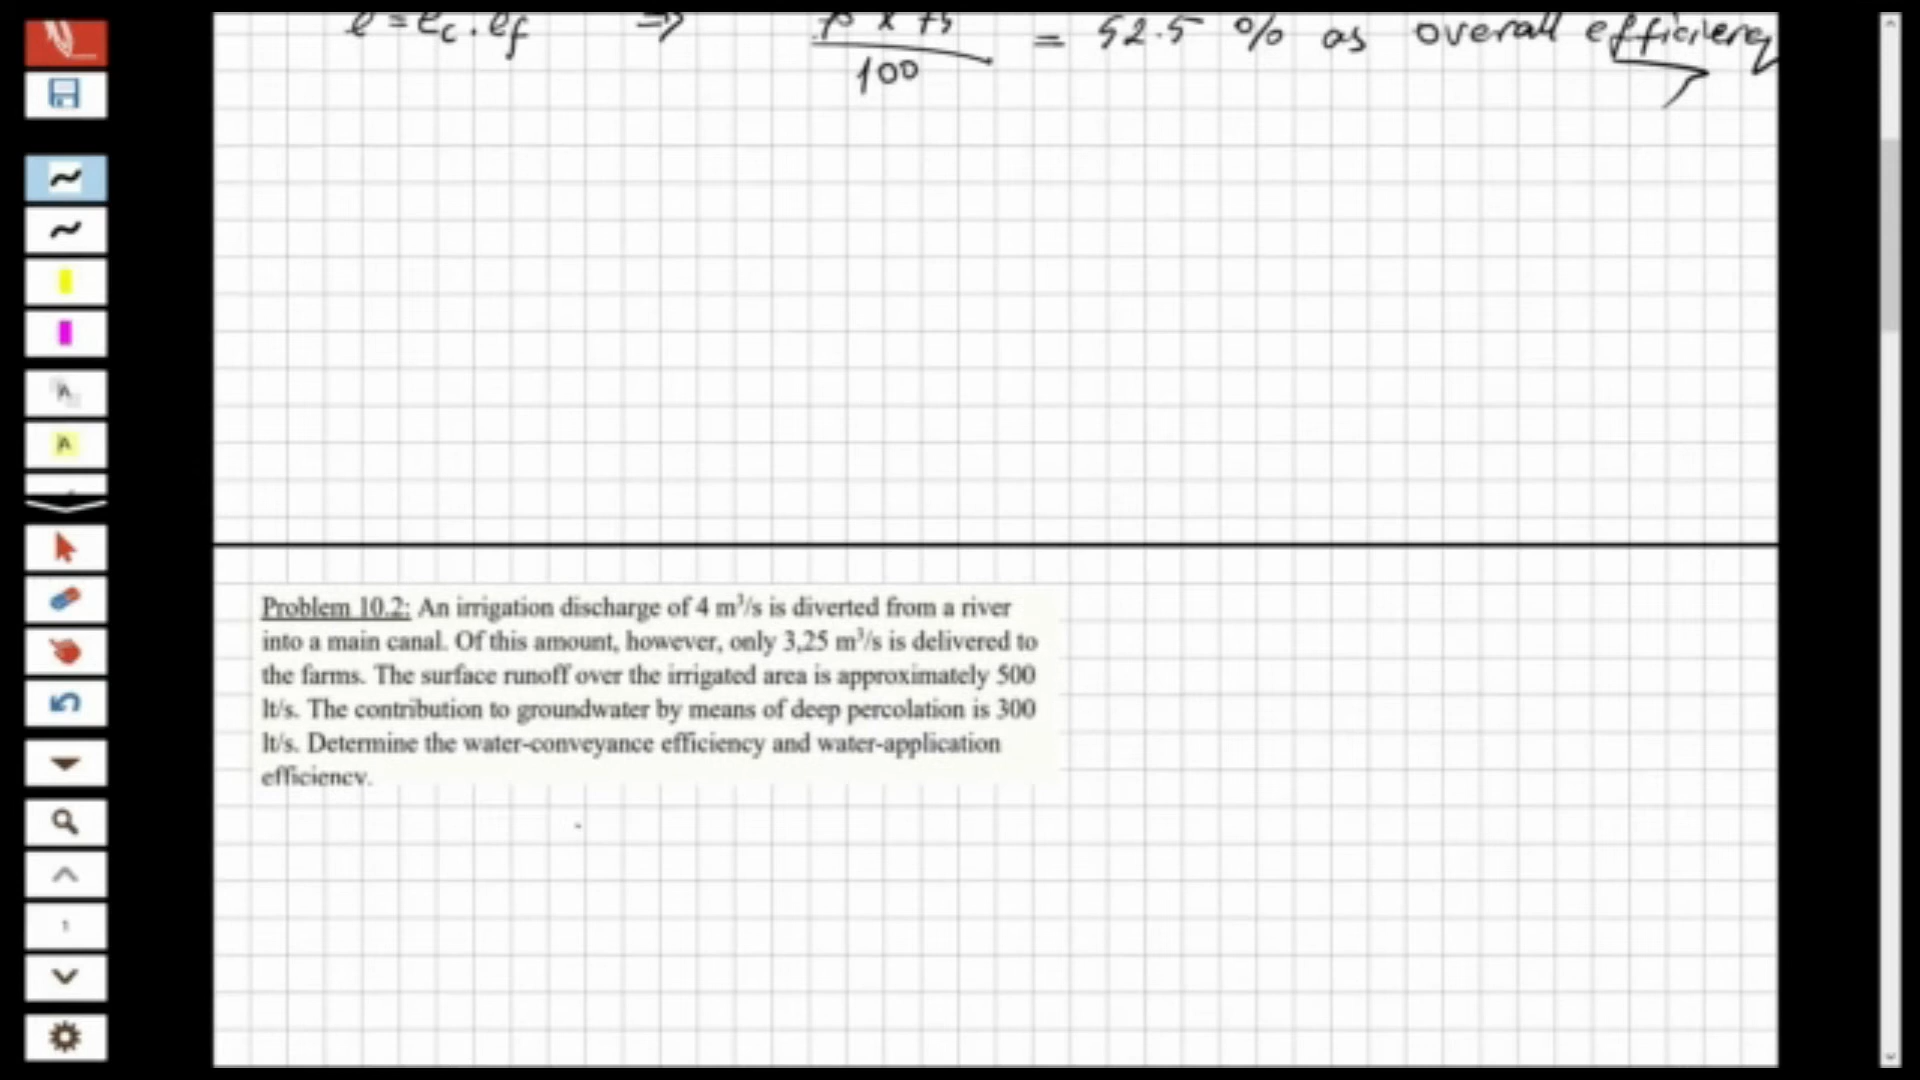 e = ec . ef ⇒ = 52.5 % as overall efficiency
100
Problem 10.2: An irrigation discharge of 4 m³/s is diverted from a river
into a main canal. Of this amount, however, only 3,25 m³/s is delivered to
the farms. The surface runoff over the irrigated area is approximately 500
lt/s. The contribution to groundwater by means of deep percolation is 300
lt/s. Determine the water-conveyance efficiency and water-application
efficiency.
A
A
1